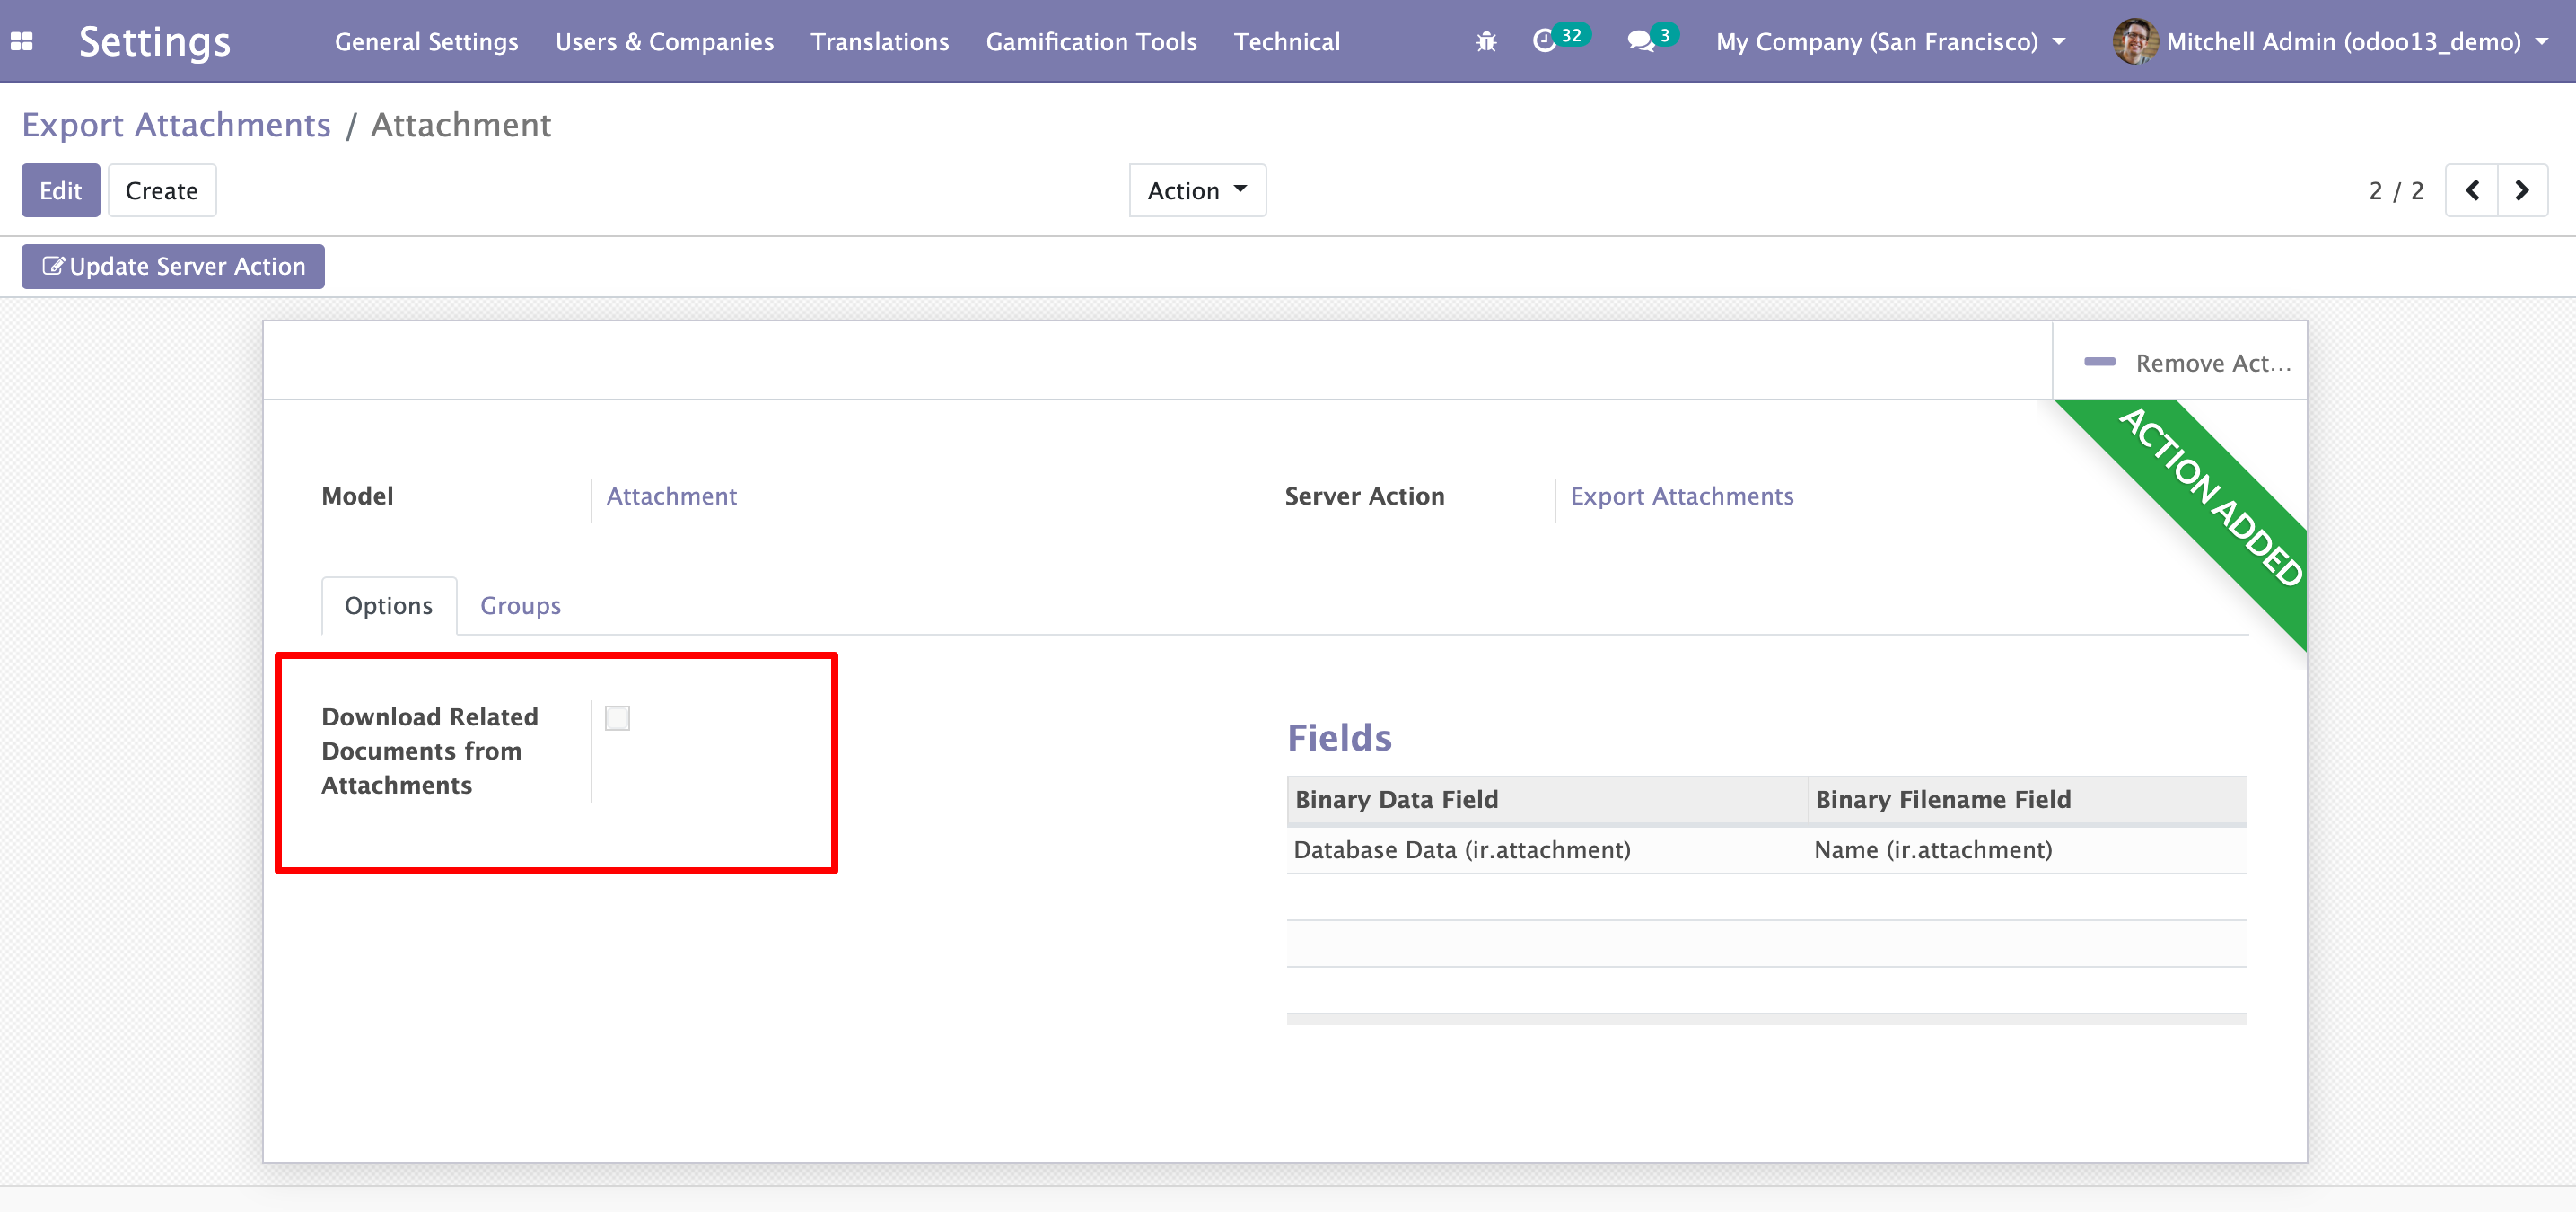 Settings
General Settings
Users & Companies
Translations
Gamification Tools
Technical
32
3
My Company (San Francisco)
Mitchell Admin (odoo13_demo)
Export Attachments / Attachment
Edit
Create
Action
2 / 2
Update Server Action
Remove Act...
ACTION ADDED
Model
Attachment
Server Action
Export Attachments
Options
Groups
Download Related
Documents from
Attachments
Fields
Binary Data Field
Binary Filename Field
Database Data (ir.attachment)
Name (ir.attachment)